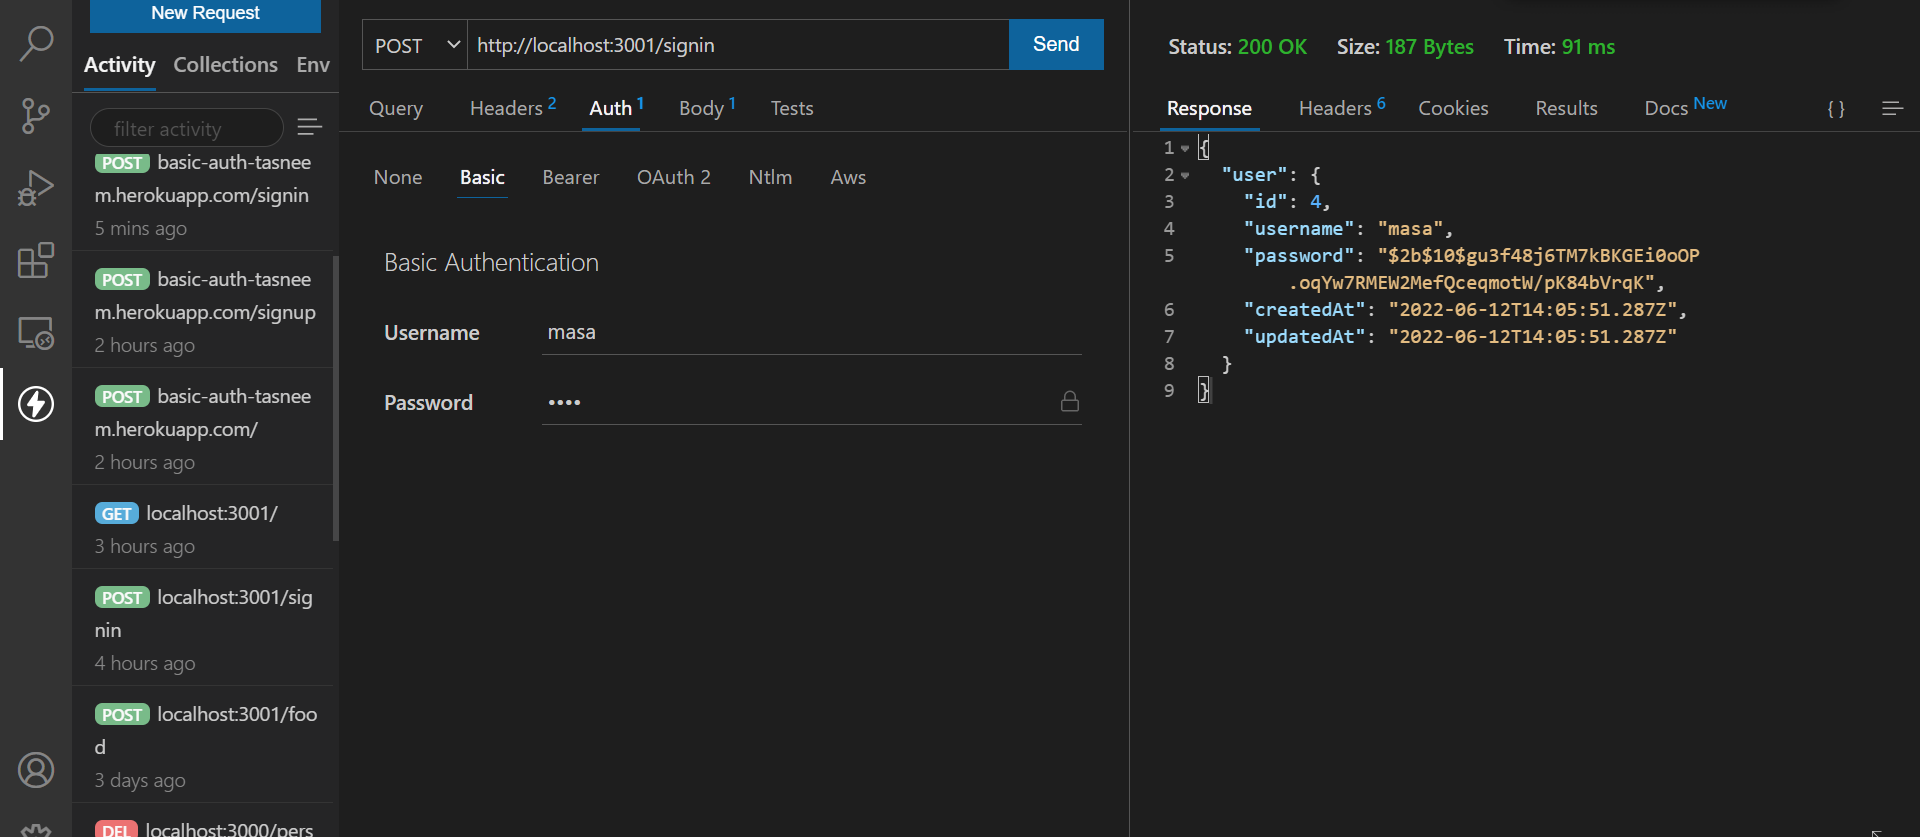 New Request
Activity Collections Env
filter activity
POST basic-auth-tasnee
m.herokuapp.com/signin
5 mins ago
POST basic-auth-tasnee
m.herokuapp.com/signup
2 hours ago
POST basic-auth-tasnee
m.herokuapp.com/
2 hours ago
GET localhost:3001/
3 hours ago
POST localhost:3001/sig
nin
4 hours ago
POST localhost:3001/foo
d
3 days ago
DEL localhost:3000/pers
POST http://localhost:3001/signin Send
Query Headers 2 Auth 1 Body 1 Tests
None Basic Bearer OAuth 2 Ntlm Aws
Basic Authentication
Username masa
Password ••••
Status: 200 OK Size: 187 Bytes Time: 91 ms
Response Headers 6 Cookies Results Docs New { }
1 {
2 "user": {
3 "id": 4,
4 "username": "masa",
5 "password": "$2b$10$gu3f48j6TM7kBKGEi0oOP
.oqYw7RMEW2MefQceqmotW/pK84bVrqK",
6 "createdAt": "2022-06-12T14:05:51.287Z",
7 "updatedAt": "2022-06-12T14:05:51.287Z"
8 }
9 }